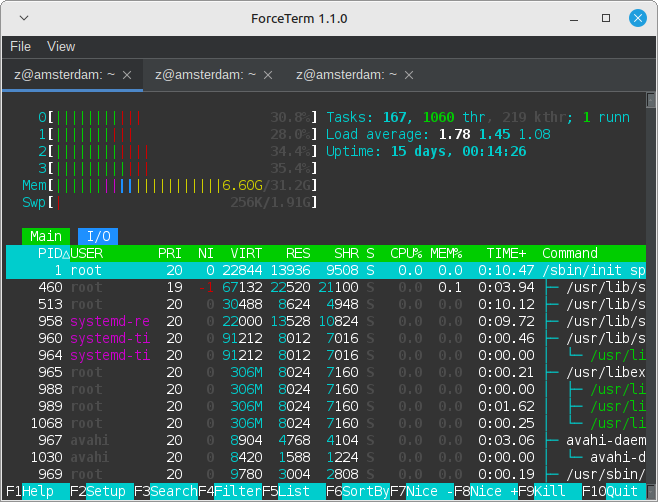 ForceTerm 1.1.0
File View
z@amsterdam: ~ × z@amsterdam: ~ × z@amsterdam: ~ ×
0[||||||||||||| 30.8%] Tasks: 167, 1060 thr, 219 kthr; 1 runn
1[|||||||||||| 28.0%] Load average: 1.78 1.45 1.08
2[|||||||||||||| 34.4%] Uptime: 15 days, 00:14:26
3[|||||||||||||| 35.4%]
Mem[|||||||||||||||||||||||6.60G/31.2G]
Swp[| 256K/1.91G]
Main I/O
PID△USER PRI NI VIRT RES SHR S CPU% MEM% TIME+ Command
1 root 20 0 22844 13936 9508 S 0.0 0.0 0:10.47 /sbin/init sp
460 root 19 -1 67132 22520 21100 S 0.0 0.1 0:03.94 ├─ /usr/lib/s
513 root 20 0 30488 8624 4948 S 0.0 0.0 0:10.12 ├─ /usr/lib/s
958 systemd-re 20 0 22000 13528 10824 S 0.0 0.0 0:09.72 ├─ /usr/lib/s
960 systemd-ti 20 0 91212 8012 7016 S 0.0 0.0 0:00.46 ├─ /usr/lib/s
964 systemd-ti 20 0 91212 8012 7016 S 0.0 0.0 0:00.00 │ └─ /usr/li
965 root 20 0 306M 8024 7160 S 0.0 0.0 0:00.21 ├─ /usr/libex
988 root 20 0 306M 8024 7160 S 0.0 0.0 0:00.00 │ ├─ /usr/li
989 root 20 0 306M 8024 7160 S 0.0 0.0 0:01.62 │ ├─ /usr/li
1068 root 20 0 306M 8024 7160 S 0.0 0.0 0:00.25 │ └─ /usr/li
967 avahi 20 0 8904 4768 4104 S 0.0 0.0 0:03.06 ├─ avahi-daem
1030 avahi 20 0 8420 1588 1224 S 0.0 0.0 0:00.00 │ └─ avahi-d
969 root 20 0 9780 3004 2808 S 0.0 0.0 0:00.19 ├─ /usr/sbin/
F1Help F2Setup F3SearchF4FilterF5List F6SortByF7Nice -F8Nice +F9Kill F10Quit